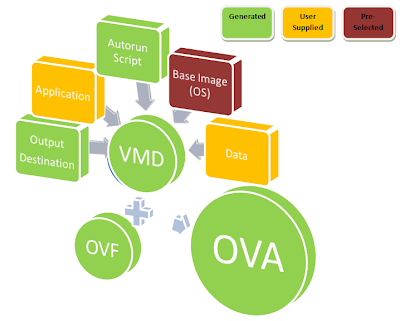 Generated
User
Supplied
Pre-
Selected
Autorun
Script
Base Image
(OS)
Application
Output
Destination
VMD
Data
OVF
OVA